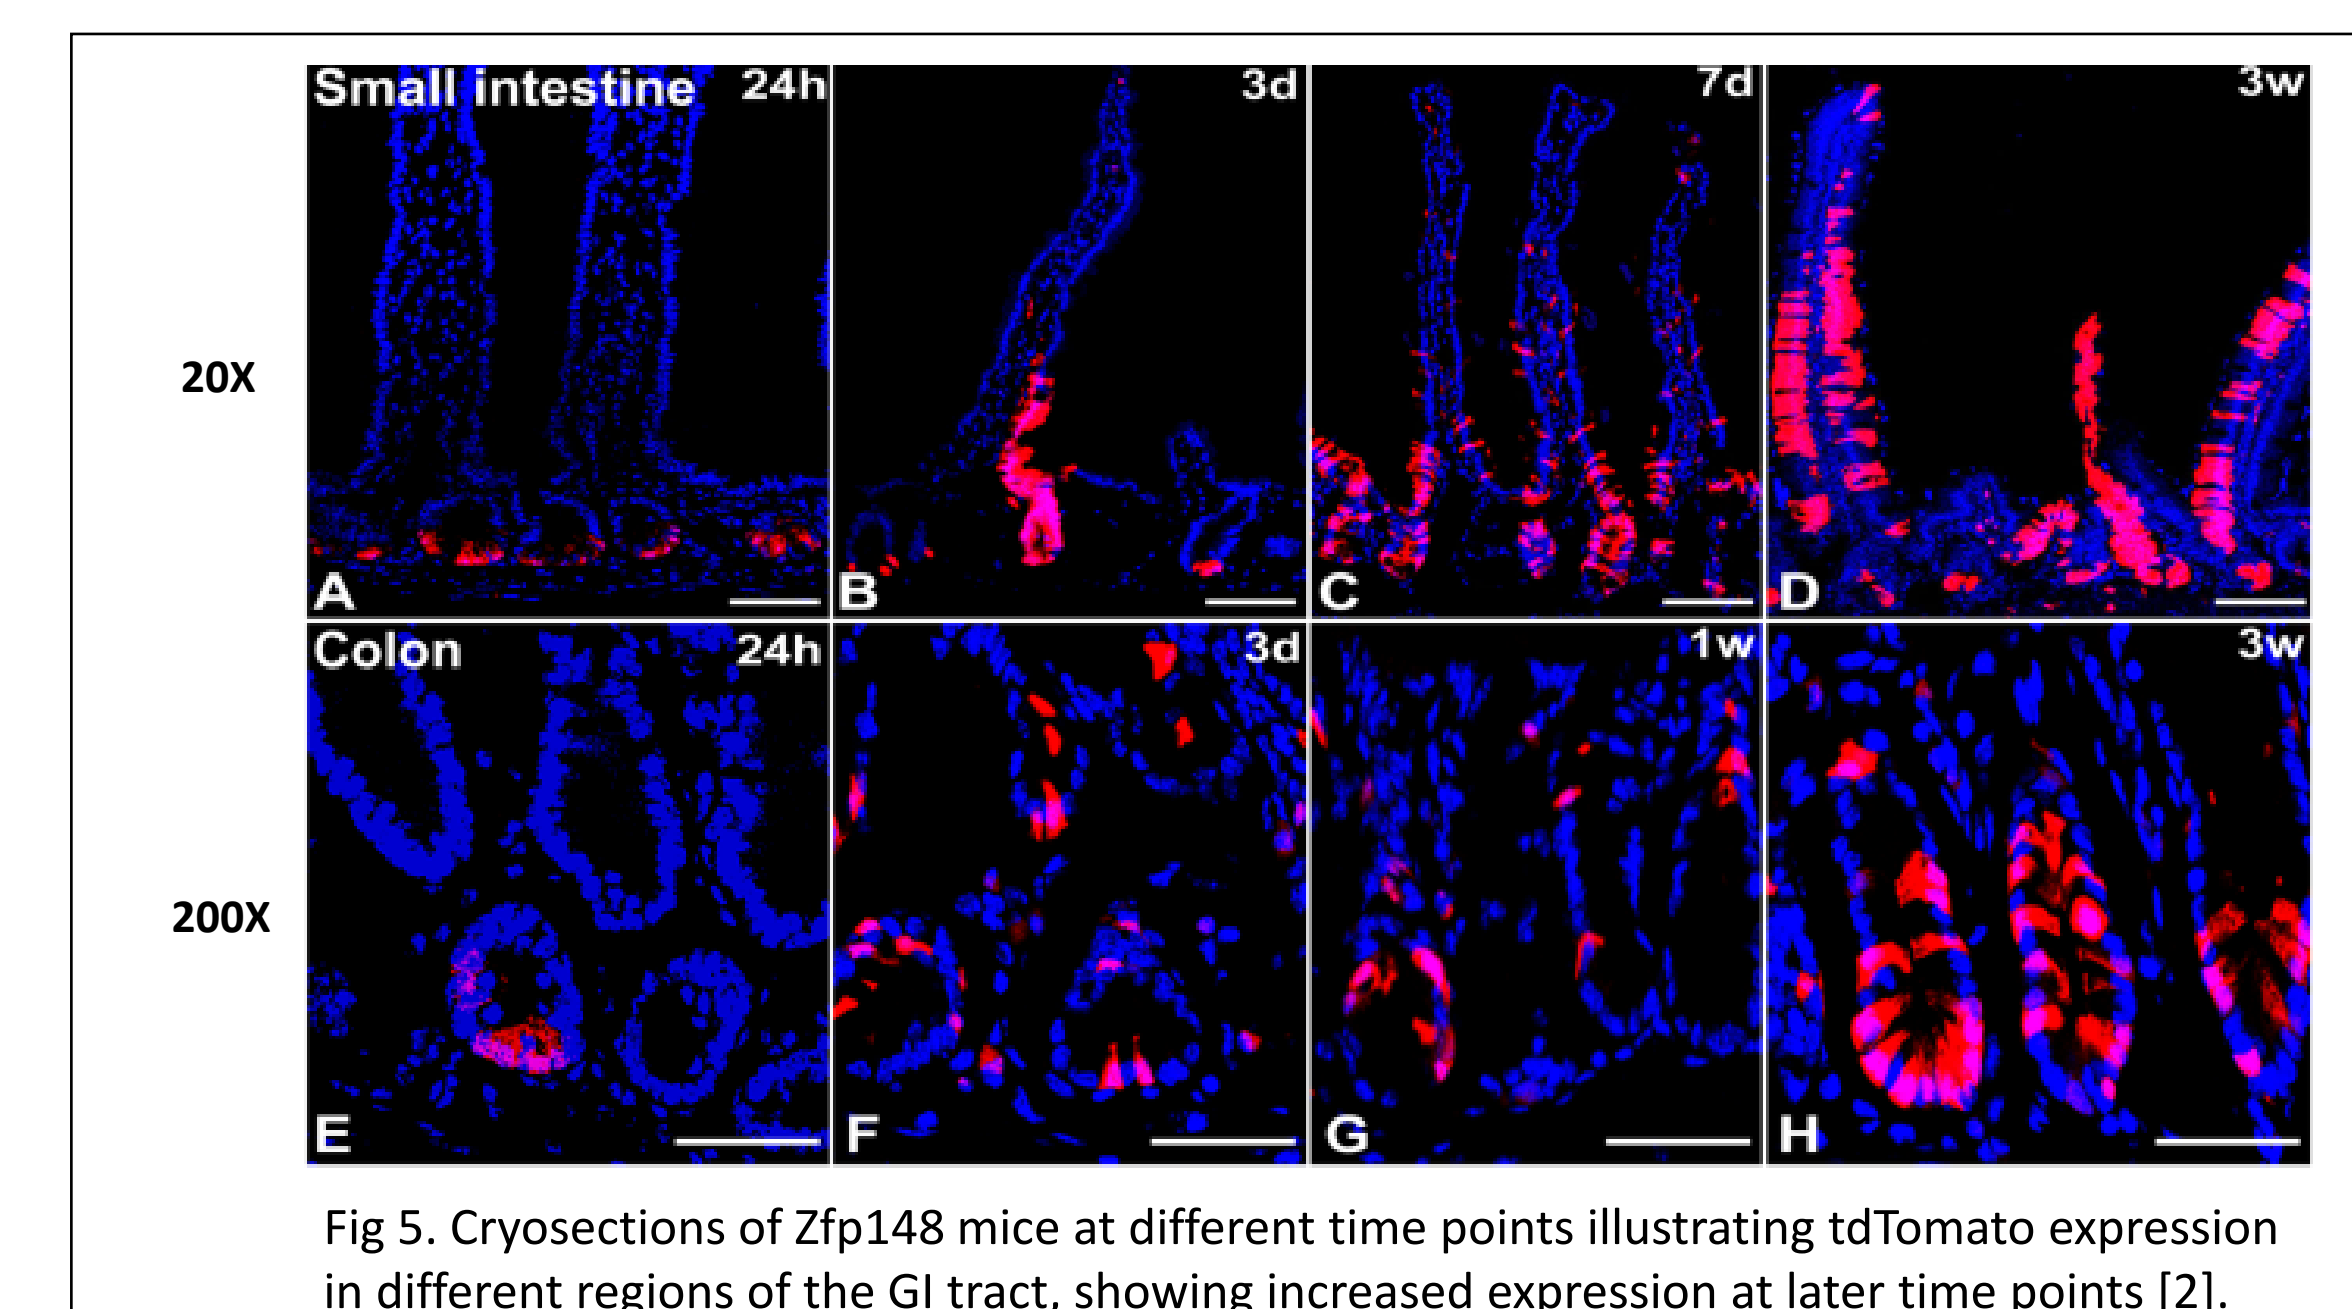 Small intestine 24h
3d
7d
3w
20X
A
B
C
D
Colon 24h
3d
1w
3w
200X
E
F
G
H
Fig 5. Cryosections of Zfp148 mice at different time points illustrating tdTomato expression
in different regions of the GI tract, showing increased expression at later time points [2].